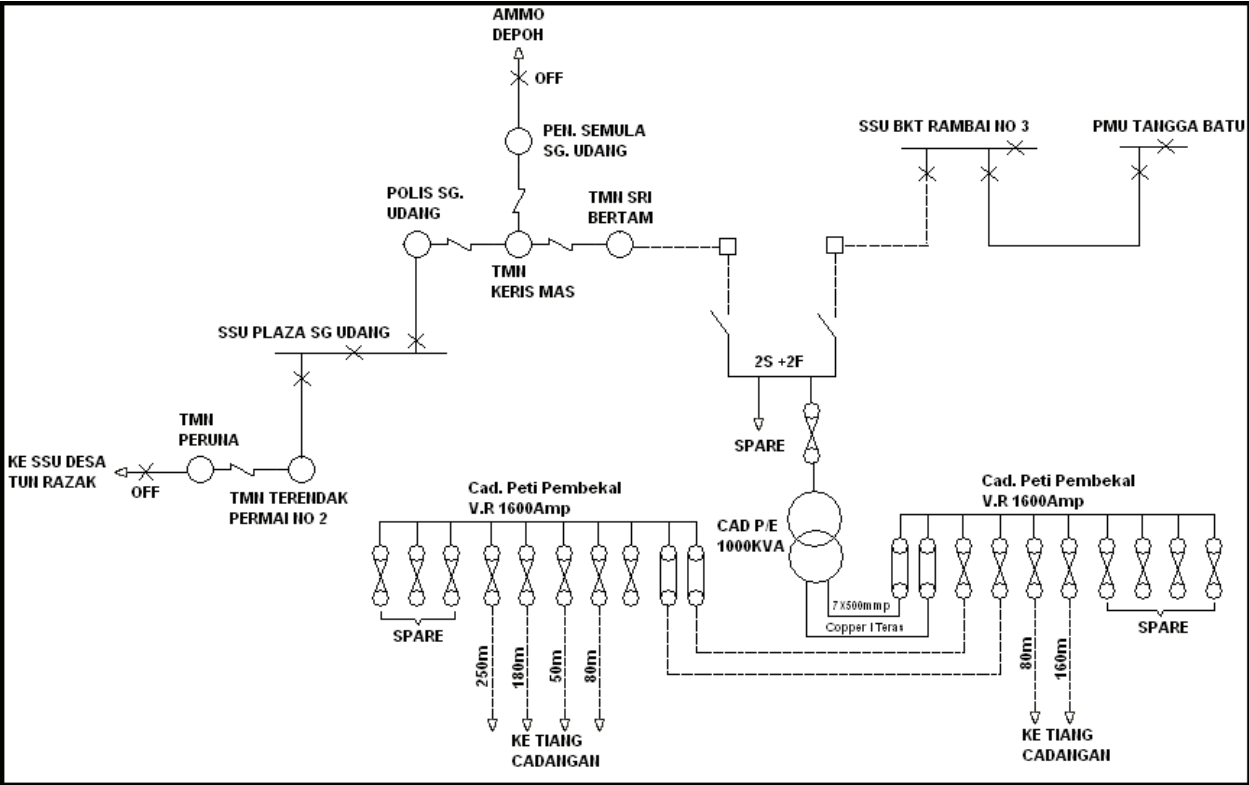 AMMO
DEPOH
OFF
PEN. SEMULA
SG. UDANG
SSU BKT RAMBAI NO 3
PMU TANGGA BATU
POLIS SG.
UDANG
TMN SRI
BERTAM
TMN
KERIS MAS
SSU PLAZA SG UDANG
2S +2F
SPARE
TMN
PERUNA
KE SSU DESA
TUN RAZAK
OFF
TMN TERENDAK
PERMAI NO 2
Cad. Peti Pembekal
V.R 1600Amp
CAD P/E
1000KVA
Cad. Peti Pembekal
V.R 1600Amp
7X500mmp
Copper 1Teras
SPARE
SPARE
250m
180m
50m
80m
80m
160m
KE TIANG
CADANGAN
KE TIANG
CADANGAN